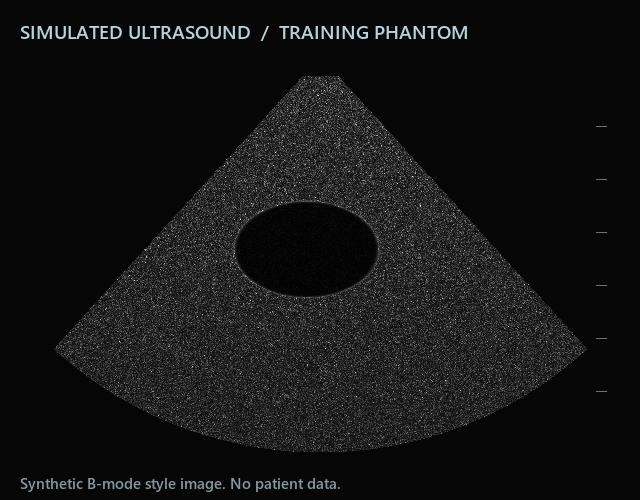 SIMULATED ULTRASOUND / TRAINING PHANTOM
Synthetic B-mode style image. No patient data.